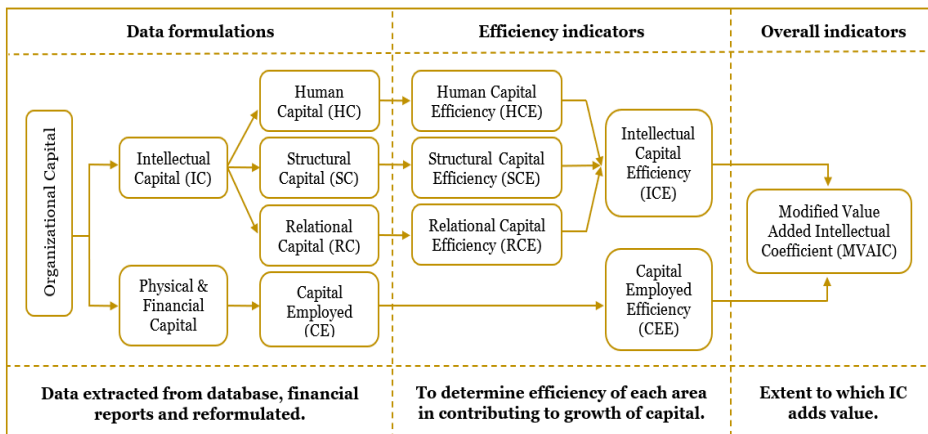 Data formulations
Efficiency indicators
Overall indicators
Organizational Capital
Intellectual
Capital (IC)
Physical &
Financial
Capital
Human
Capital (HC)
Structural
Capital (SC)
Relational
Capital (RC)
Capital
Employed
(CE)
Human Capital
Efficiency (HCE)
Structural Capital
Efficiency (SCE)
Relational Capital
Efficiency (RCE)
Intellectual
Capital
Efficiency
(ICE)
Capital
Employed
Efficiency
(CEE)
Modified Value
Added Intellectual
Coefficient (MVAIC)
Data extracted from database, financial
reports and reformulated.
To determine efficiency of each area
in contributing to growth of capital.
Extent to which IC
adds value.